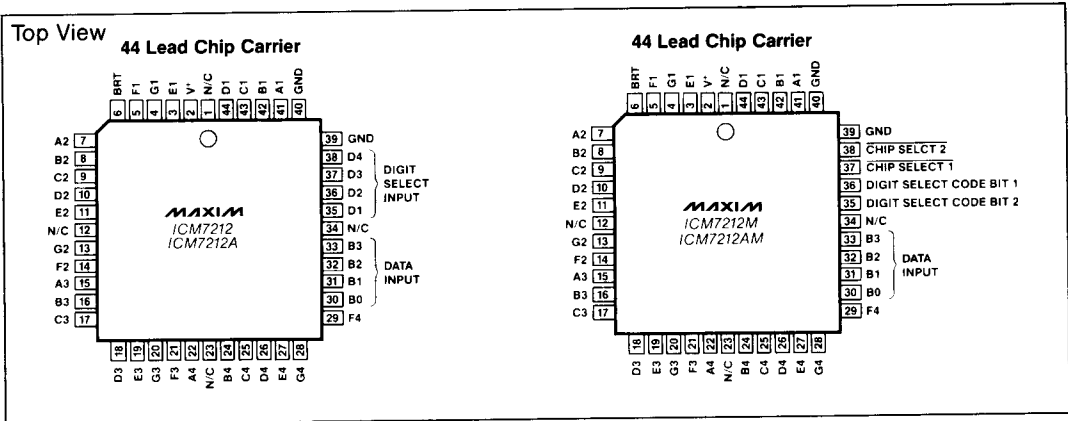 Top View
44 Lead Chip Carrier
BRT F1 G1 E1 V⁺ N/C D1 C1 B1 A1 GND
6 5 4 3 2 1 44 43 42 41 40
A2 7
B2 8
C2 9
D2 10
E2 11
N/C 12
G2 13
F2 14
A3 15
B3 16
C3 17
MAXIM
ICM7212
ICM7212A
39 GND
38 D4
37 D3
36 D2
35 D1
DIGIT
SELECT
INPUT
34 N/C
33 B3
32 B2
31 B1
30 B0
DATA
INPUT
29 F4
18 19 20 21 22 23 24 25 26 27 28
D3 E3 G3 F3 A4 N/C B4 C4 D4 E4 G4
44 Lead Chip Carrier
BRT F1 G1 E1 V⁺ N/C D1 C1 B1 A1 GND
6 5 4 3 2 1 44 43 42 41 40
A2 7
B2 8
C2 9
D2 10
E2 11
N/C 12
G2 13
F2 14
A3 15
B3 16
C3 17
MAXIM
ICM7212M
ICM7212AM
39 GND
38 CHIP SELCT 2
37 CHIP SELECT 1
36 DIGIT SELECT CODE BIT 1
35 DIGIT SELECT CODE BIT 2
34 N/C
33 B3
32 B2
31 B1
30 B0
DATA
INPUT
29 F4
18 19 20 21 22 23 24 25 26 27 28
D3 E3 G3 F3 A4 N/C B4 C4 D4 E4 G4